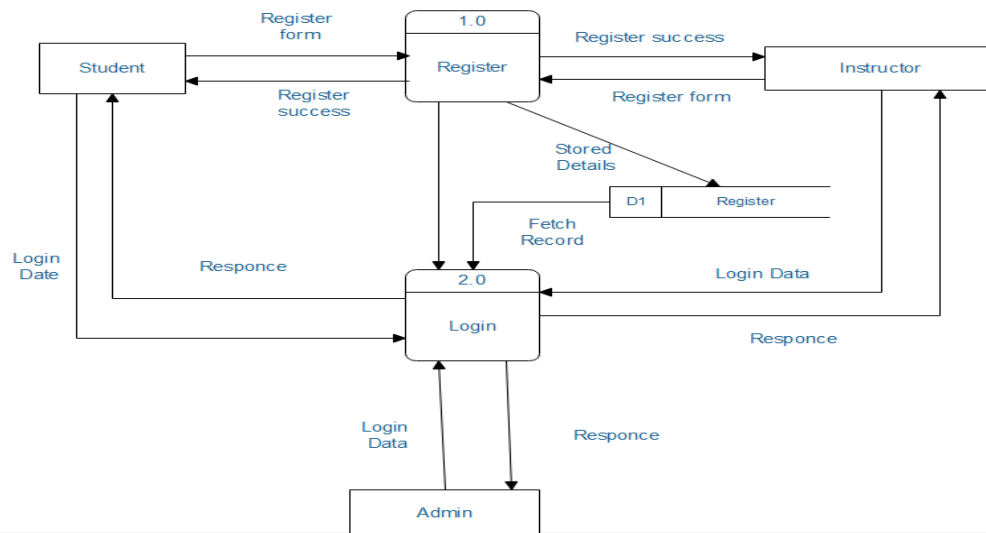 1.0
Register
form
Register success
Student
Register
Instructor
Register
success
Register form
Stored
Details
D1
Register
Fetch
Record
Login
Date
Responce
2.0
Login Data
Login
Responce
Login
Data
Responce
Admin